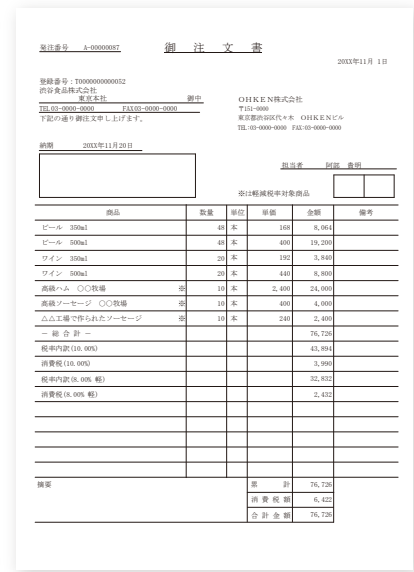 発注番号 A-00000087
御注文書
20XX年11月 1日
登録番号：T0000000000052
渋谷食品株式会社
東京本社 御中
TEL03-0000-0000 FAX03-0000-0000
下記の通り御注文申し上げます。
OHKEN株式会社
〒151-0000
東京都渋谷区代々木 OHKENビル
TEL:03-0000-0000 FAX:03-0000-0000
納期 20XX年11月20日
担当者 阿部 貴明
※は軽減税率対象商品
商品 数量 単位 単価 金額 備考
ビール 350ml 48 本 168 8,064
ビール 500ml 48 本 400 19,200
ワイン 350ml 20 本 192 3,840
ワイン 500ml 20 本 440 8,800
高級ハム 〇〇牧場 ※ 10 本 2,400 24,000
高級ソーセージ 〇〇牧場 ※ 10 本 400 4,000
△△工場で作られたソーセージ ※ 10 本 240 2,400
－ 総 合 計 － 76,726
税率内訳(10.00%) 43,894
消費税(10.00%) 3,990
税率内訳(8.00% 軽) 32,832
消費税(8.00% 軽) 2,432
摘要
累計 76,726
消費税額 6,422
合計金額 76,726